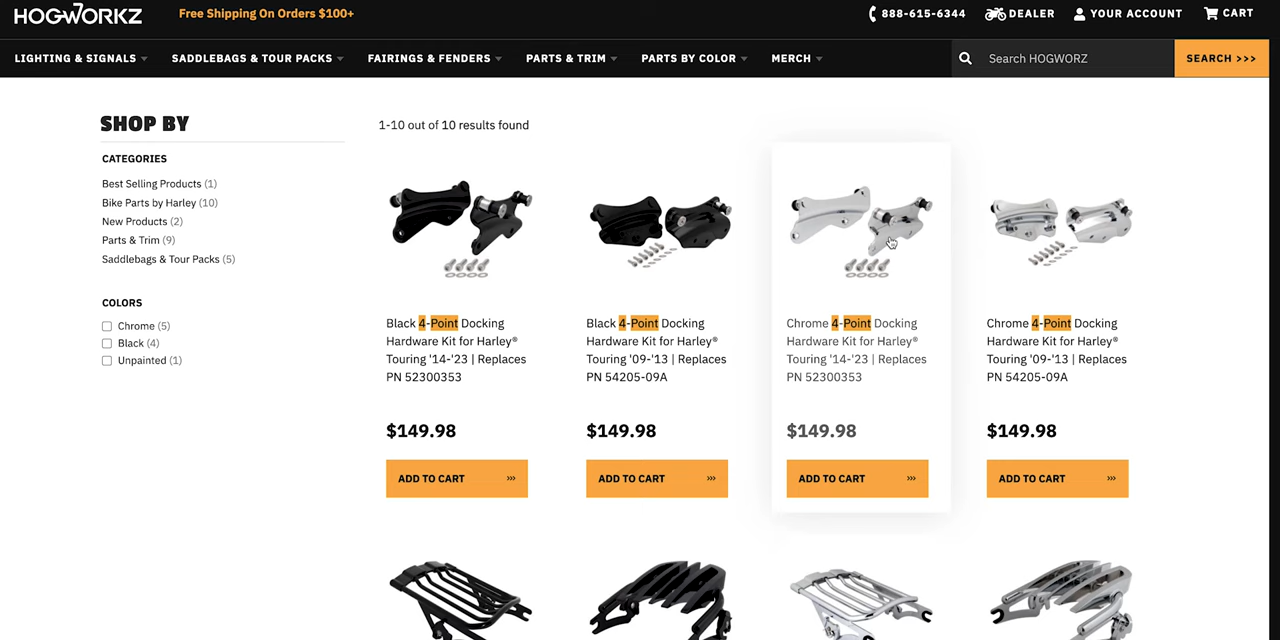 HOGWORKZ
Free Shipping On Orders $100+
888-615-6344
DEALER
YOUR ACCOUNT
CART
LIGHTING & SIGNALS
SADDLEBAGS & TOUR PACKS
FAIRINGS & FENDERS
PARTS & TRIM
PARTS BY COLOR
MERCH
Search HOGWORZ
SEARCH >>>
SHOP BY
CATEGORIES
Best Selling Products (1)
Bike Parts by Harley (10)
New Products (2)
Parts & Trim (9)
Saddlebags & Tour Packs (5)
COLORS
Chrome (5)
Black (4)
Unpainted (1)
1-10 out of 10 results found
Black 4-Point Docking
Hardware Kit for Harley®
Touring '14-'23 | Replaces
PN 52300353
$149.98
ADD TO CART »›
Black 4-Point Docking
Hardware Kit for Harley®
Touring '09-'13 | Replaces
PN 54205-09A
$149.98
ADD TO CART »›
Chrome 4-Point Docking
Hardware Kit for Harley®
Touring '14-'23 | Replaces
PN 52300353
$149.98
ADD TO CART »›
Chrome 4-Point Docking
Hardware Kit for Harley®
Touring '09-'13 | Replaces
PN 54205-09A
$149.98
ADD TO CART »›